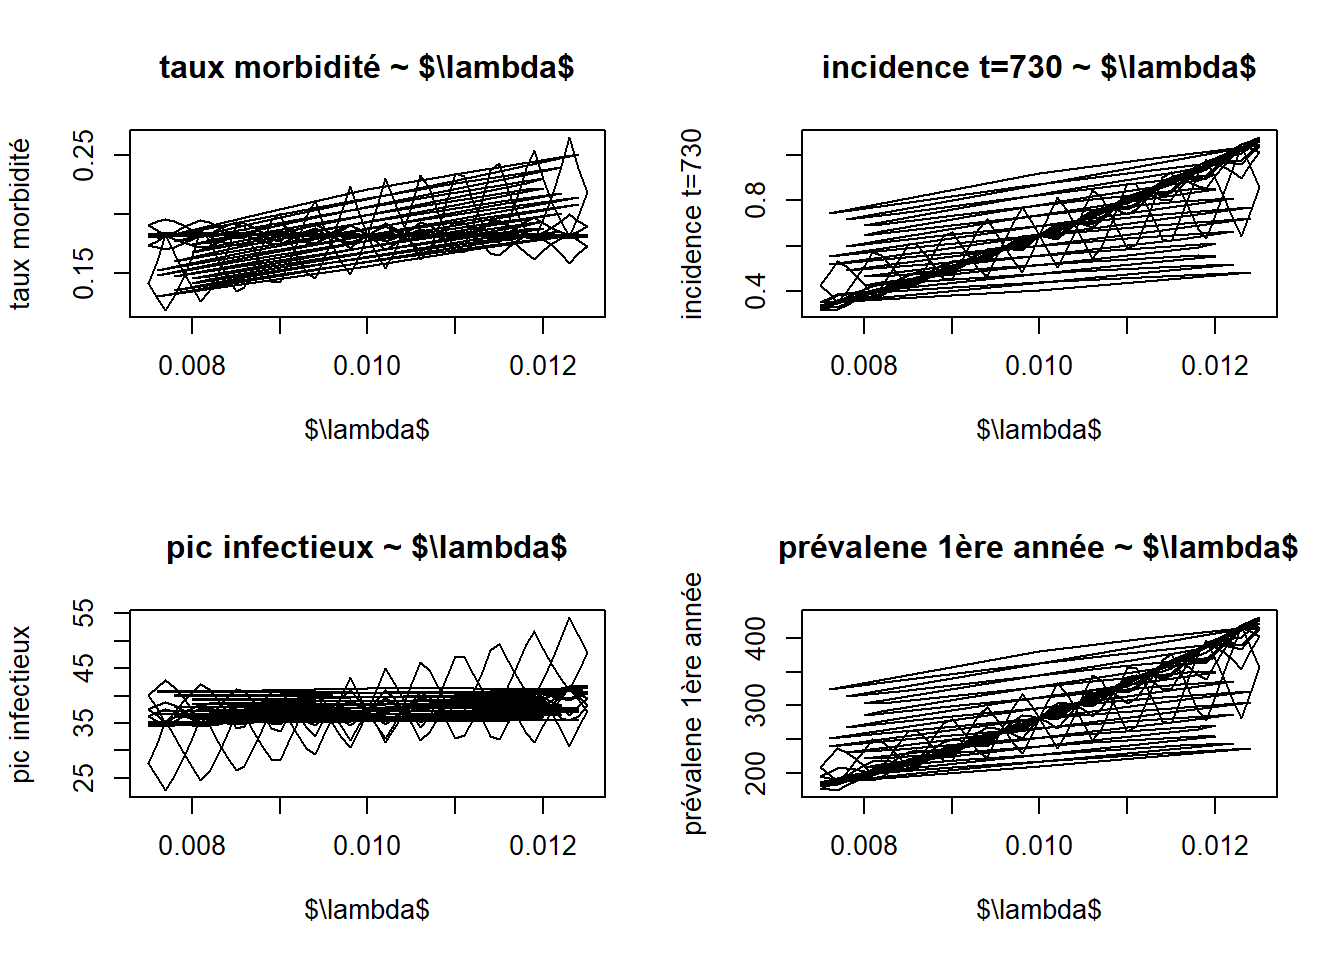 taux morbidité ~ $\lambda$
taux morbidité
0.15 0.25
0.008 0.010 0.012
$\lambda$
incidence t=730 ~ $\lambda$
incidence t=730
0.4 0.8
0.008 0.010 0.012
$\lambda$
pic infectieux ~ $\lambda$
pic infectieux
25 35 45 55
0.008 0.010 0.012
$\lambda$
prévalene 1ère année ~ $\lambda$
prévalene 1ère année
200 300 400
0.008 0.010 0.012
$\lambda$